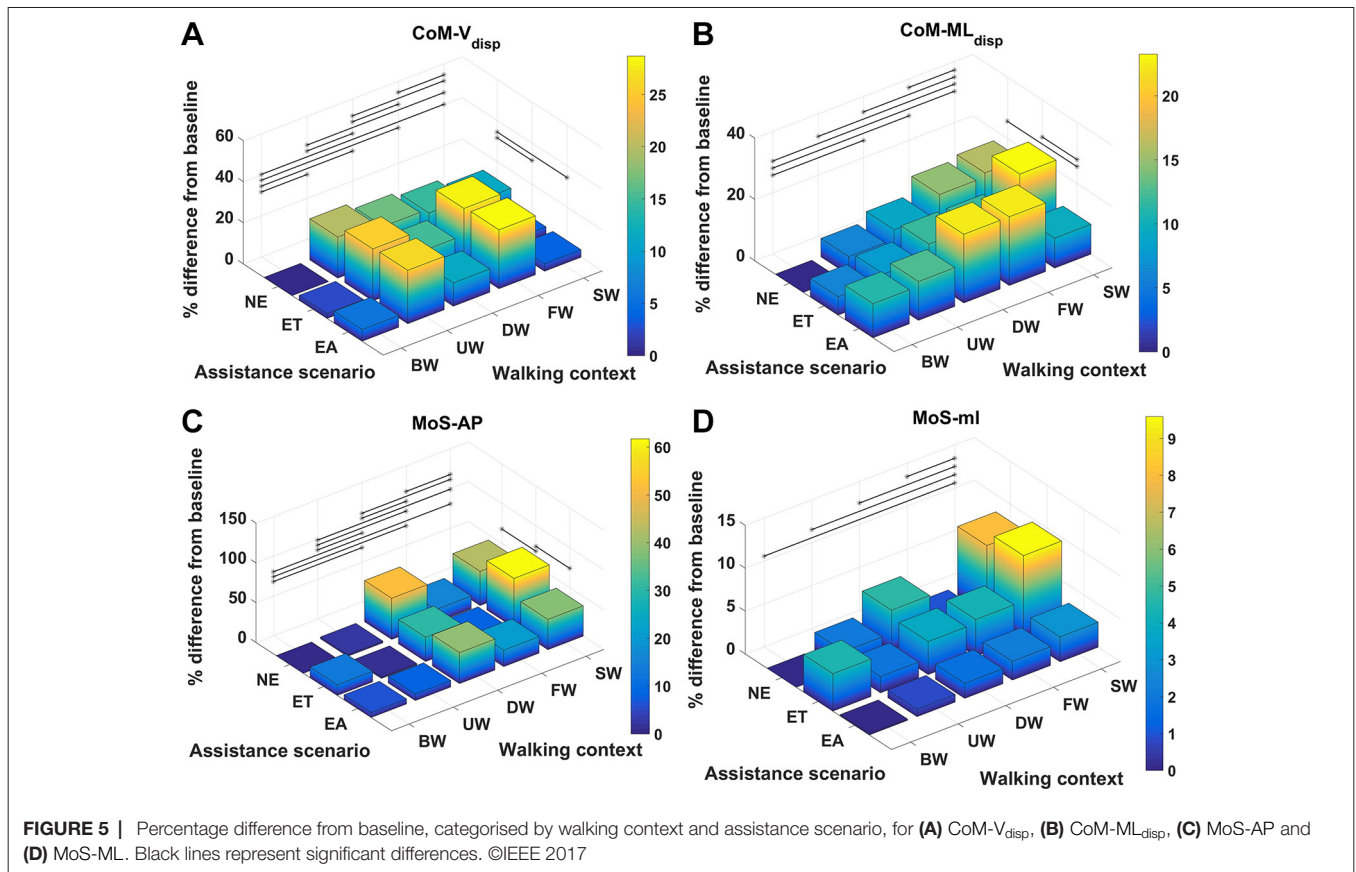 A
CoM-Vdisp
% difference from baseline
60
40
20
0
NE
ET
EA
Assistance scenario
BW
UW
DW
FW
SW
Walking context
25
20
15
10
5
0
B
CoM-MLdisp
% difference from baseline
40
20
0
NE
ET
EA
Assistance scenario
BW
UW
DW
FW
SW
Walking context
20
15
10
5
0
C
MoS-AP
% difference from baseline
150
100
50
0
NE
ET
EA
Assistance scenario
BW
UW
DW
FW
SW
Walking context
60
50
40
30
20
10
0
D
MoS-ml
% difference from baseline
15
10
5
0
NE
ET
EA
Assistance scenario
BW
UW
DW
FW
SW
Walking context
9
8
7
6
5
4
3
2
1
0
FIGURE 5 | Percentage difference from baseline, categorised by walking context and assistance scenario, for (A) CoM-Vdisp, (B) CoM-MLdisp, (C) MoS-AP and
(D) MoS-ML. Black lines represent significant differences. ©IEEE 2017